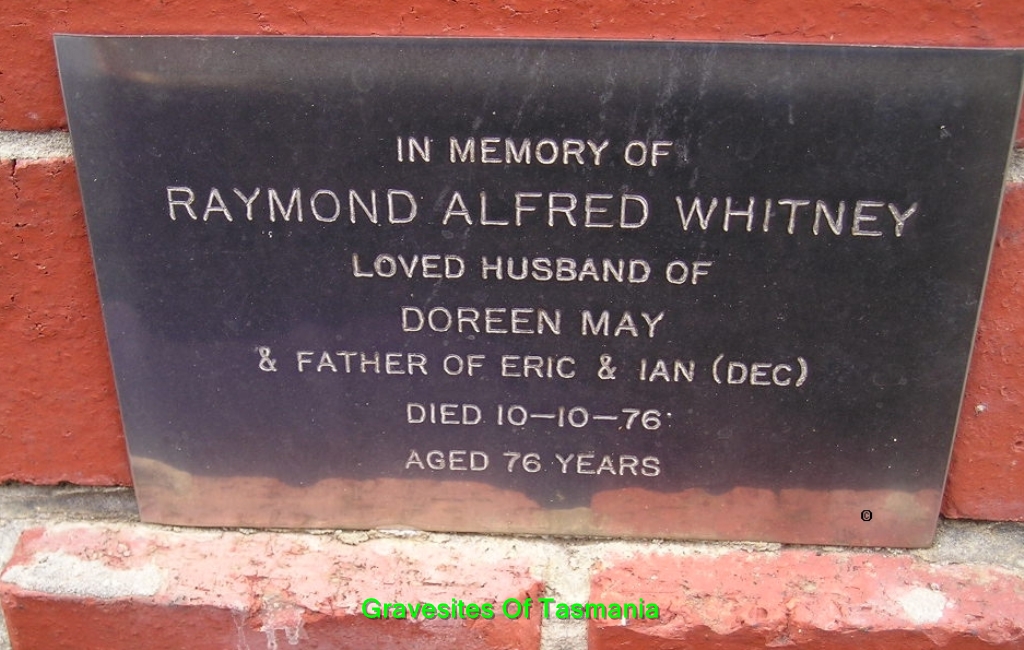 IN MEMORY OF
RAYMOND ALFRED WHITNEY
LOVED HUSBAND OF
DOREEN MAY
& FATHER OF ERIC & IAN (DEC)
DIED 10-10-76
AGED 76 YEARS
©
Gravesites Of Tasmania